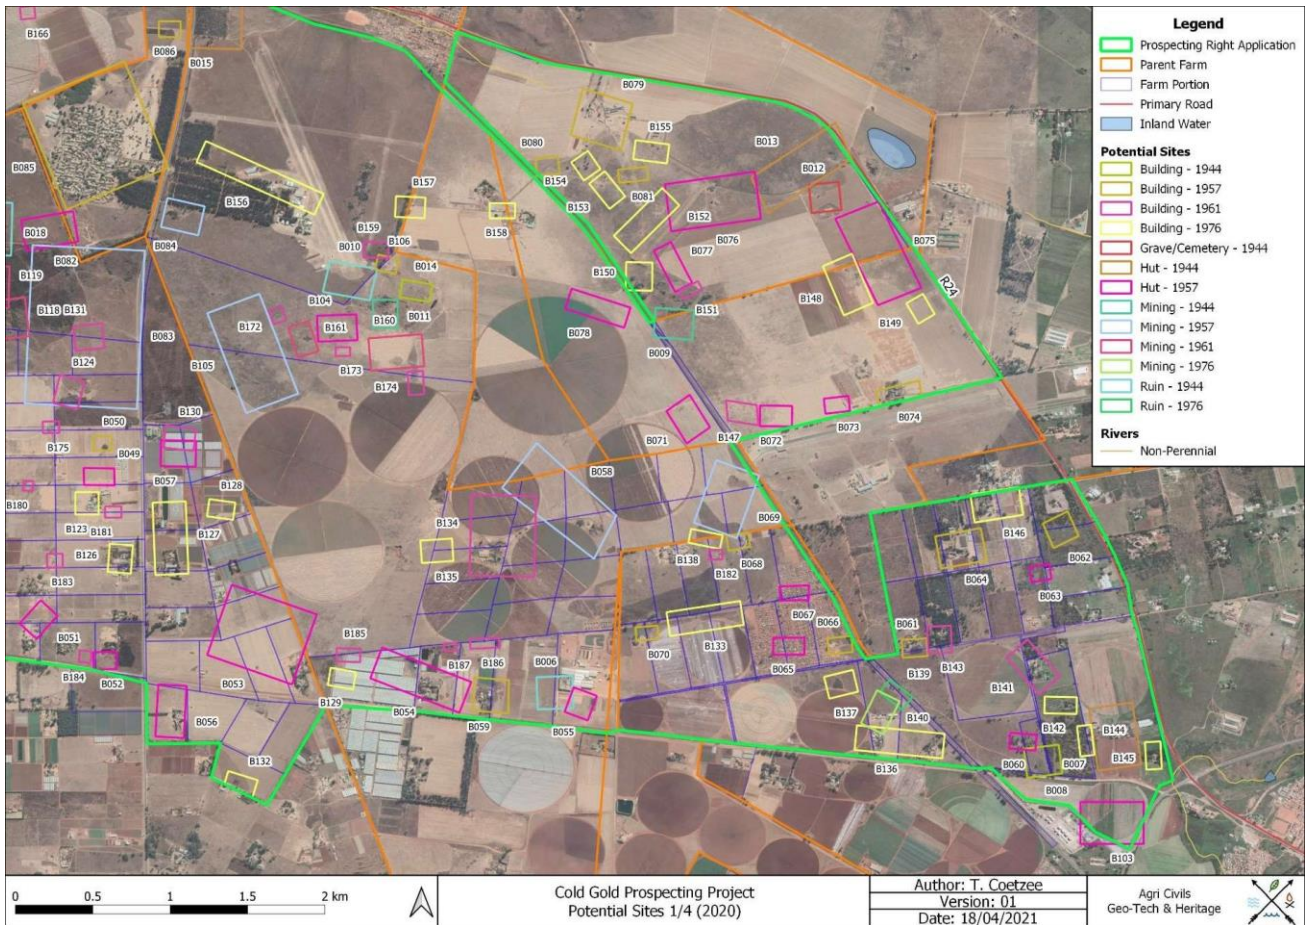 B166
B086
B015
B079
B155
B080
B013
B085
B154
B012
B156
B157
B081
B153
B152
B018
B159
B158
B076
B084
B010
B106
B077
B075
B082
B119
B014
B150
R24
B104
B148
B118
B131
B160
B011
B151
B149
B172
B161
B078
B083
B009
B124
B105
B173
B174
B074
B130
B050
B071
B147
B072
B073
B175
B049
B058
B057
B128
B180
B134
B069
B123
B181
B127
B146
B062
B126
B135
B138
B068
B064
B182
B183
B063
B067
B066
B061
B051
B185
B070
B133
B065
B143
B184
B052
B187
B186
B006
B139
B141
B053
B129
B054
B137
B140
B056
B059
B055
B142
B144
B132
B136
B060
B007
B145
B008
B103
Legend
Prospecting Right Application
Parent Farm
Farm Portion
Primary Road
Inland Water
Potential Sites
Building - 1944
Building - 1957
Building - 1961
Building - 1976
Grave/Cemetery - 1944
Hut - 1944
Hut - 1957
Mining - 1944
Mining - 1957
Mining - 1961
Mining - 1976
Ruin - 1944
Ruin - 1976
Rivers
Non-Perennial
0 0.5 1 1.5 2 km
Cold Gold Prospecting Project
Potential Sites 1/4 (2020)
Author: T. Coetzee
Version: 01
Date: 18/04/2021
Agri Civils
Geo-Tech & Heritage